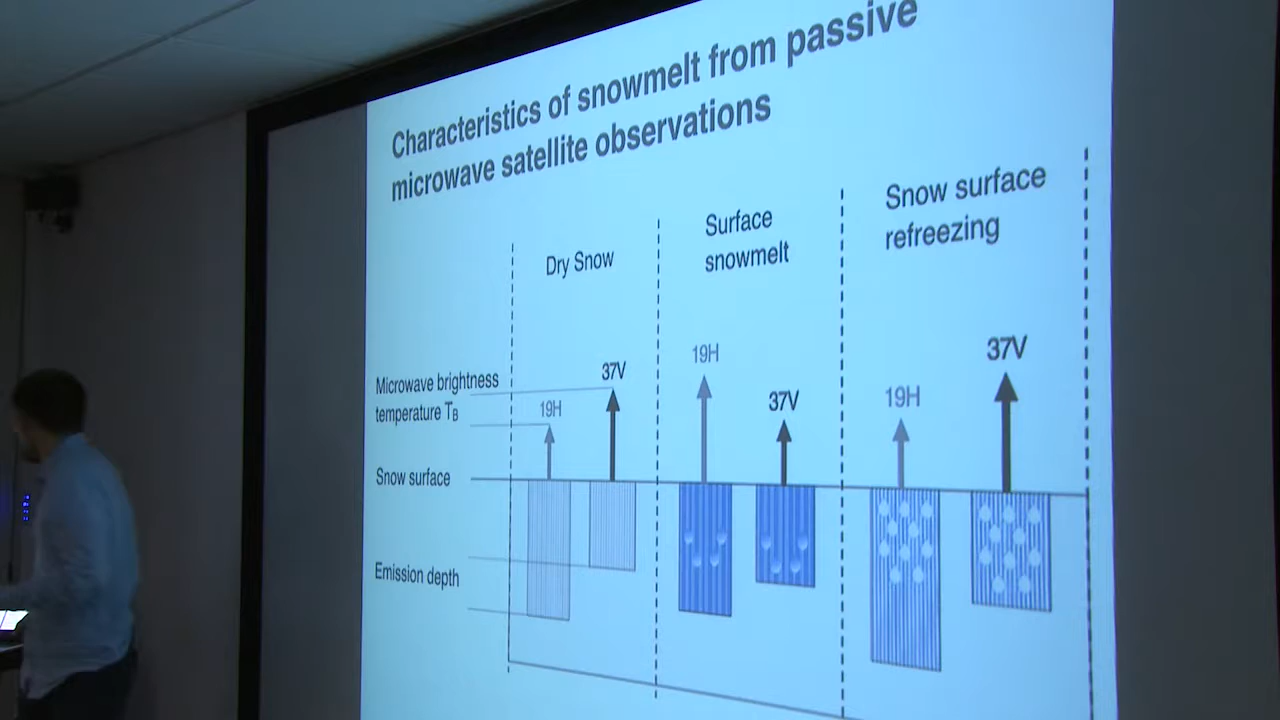 Characteristics of snowmelt from passive
microwave satellite observations
Dry Snow
Surface
snowmelt
Snow surface
refreezing
Microwave brightness
temperature TB
19H
37V
19H
37V
19H
37V
Snow surface
Emission depth